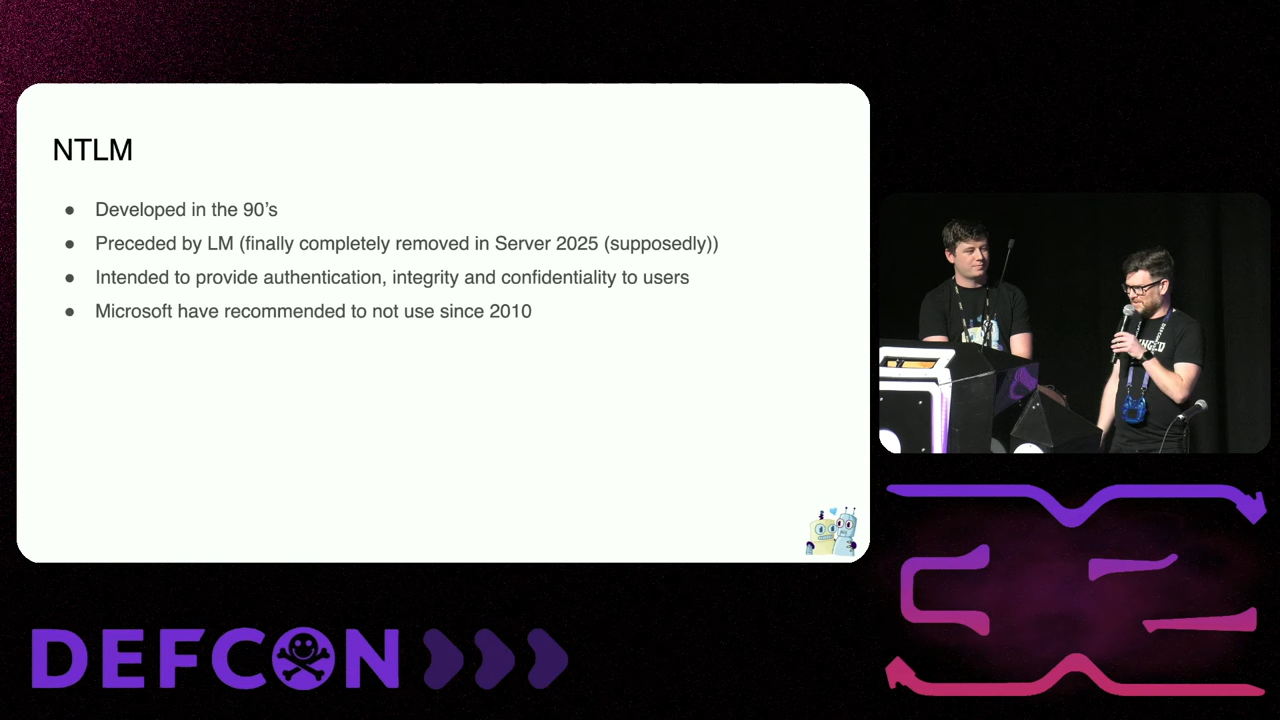 NTLM
● Developed in the 90’s
● Preceded by LM (finally completely removed in Server 2025 (supposedly))
● Intended to provide authentication, integrity and confidentiality to users
● Microsoft have recommended to not use since 2010
DEFCON